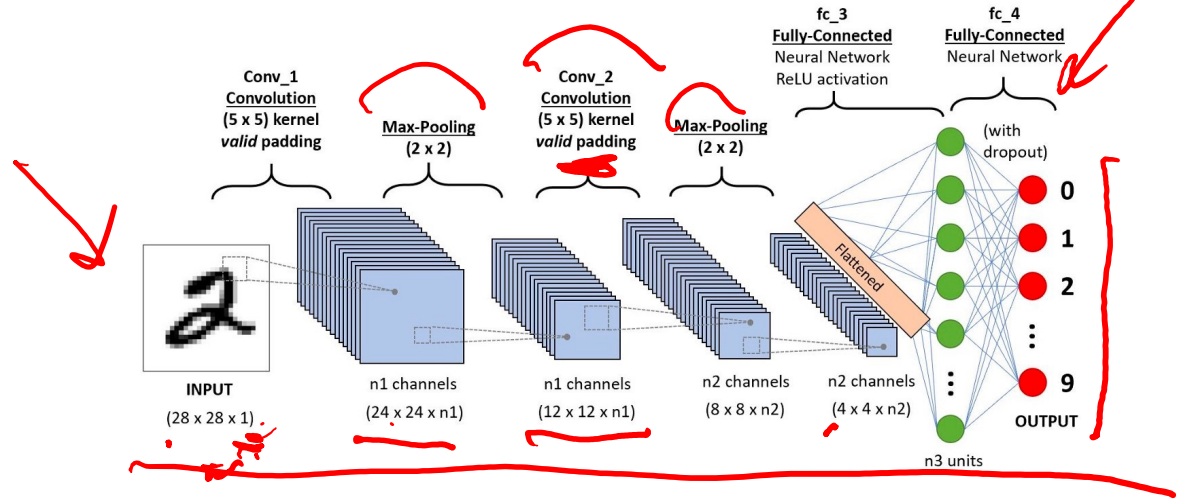 fc_3
Fully-Connected
Neural Network
ReLU activation
fc_4
Fully-Connected
Neural Network
Conv_1
Convolution
(5 x 5) kernel
valid padding
Max-Pooling
(2 x 2)
Conv_2
Convolution
(5 x 5) kernel
valid padding
Max-Pooling
(2 x 2)
(with
dropout)
2
Flattened
0
1
2
9
INPUT
(28 x 28 x 1)
n1 channels
(24 x 24 x n1)
n1 channels
(12 x 12 x n1)
n2 channels
(8 x 8 x n2)
n2 channels
(4 x 4 x n2)
OUTPUT
n3 units